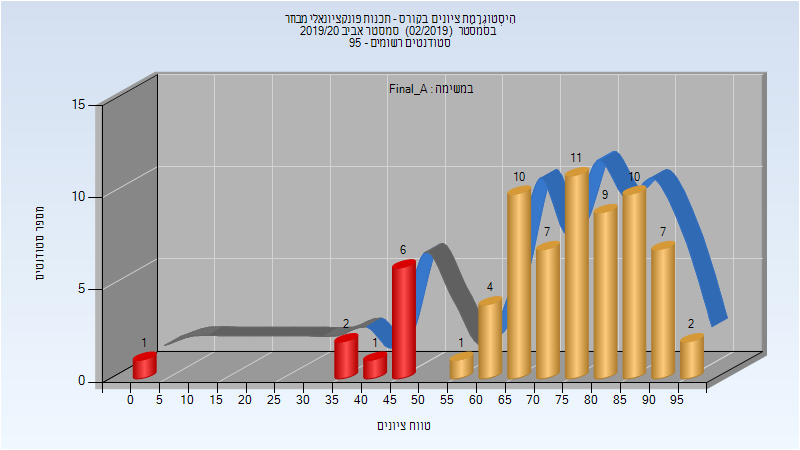 היסטוגרמת ציונים בקורס - תכנות פונקציונאלי מבוזר
בסמסטר (02/2019) סמסטר אביב 2019/20
סטודנטים רשומים - 95
במשימה : Final_A
מספר סטודנטים
15
10
5
0
1
2
1
6
1
4
10
7
11
9
10
7
2
0 5 10 15 20 25 30 35 40 45 50 55 60 65 70 75 80 85 90 95
טווח ציונים